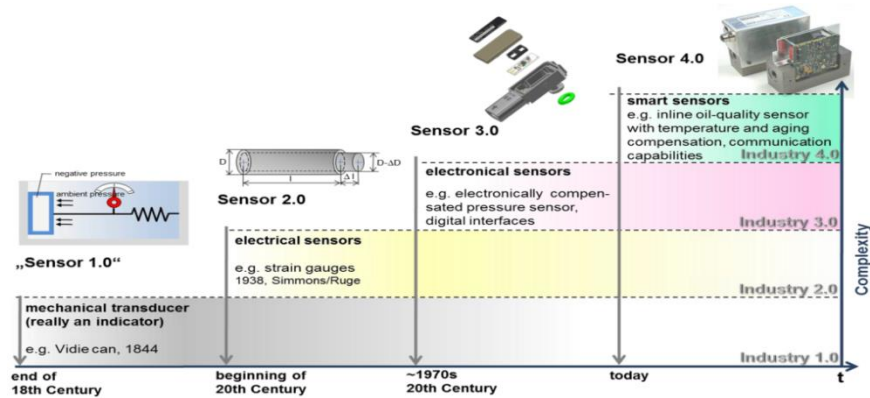 Sensor 4.0
smart sensors
e.g. inline oil-quality sensor
with temperature and aging
compensation, communication
capabilities
Industry 4.0
Sensor 3.0
electronical sensors
e.g. electronically compen-
sated pressure sensor,
digital interfaces
Industry 3.0
D
D-ΔD
l
Δl
Sensor 2.0
electrical sensors
e.g. strain gauges
1938, Simmons/Ruge
Industry 2.0
negative pressure
ambient pressure
„Sensor 1.0“
mechanical transducer
(really an indicator)
e.g. Vidie can, 1844
Industry 1.0
Complexity
end of
18th Century
beginning of
20th Century
~1970s
20th Century
today
t